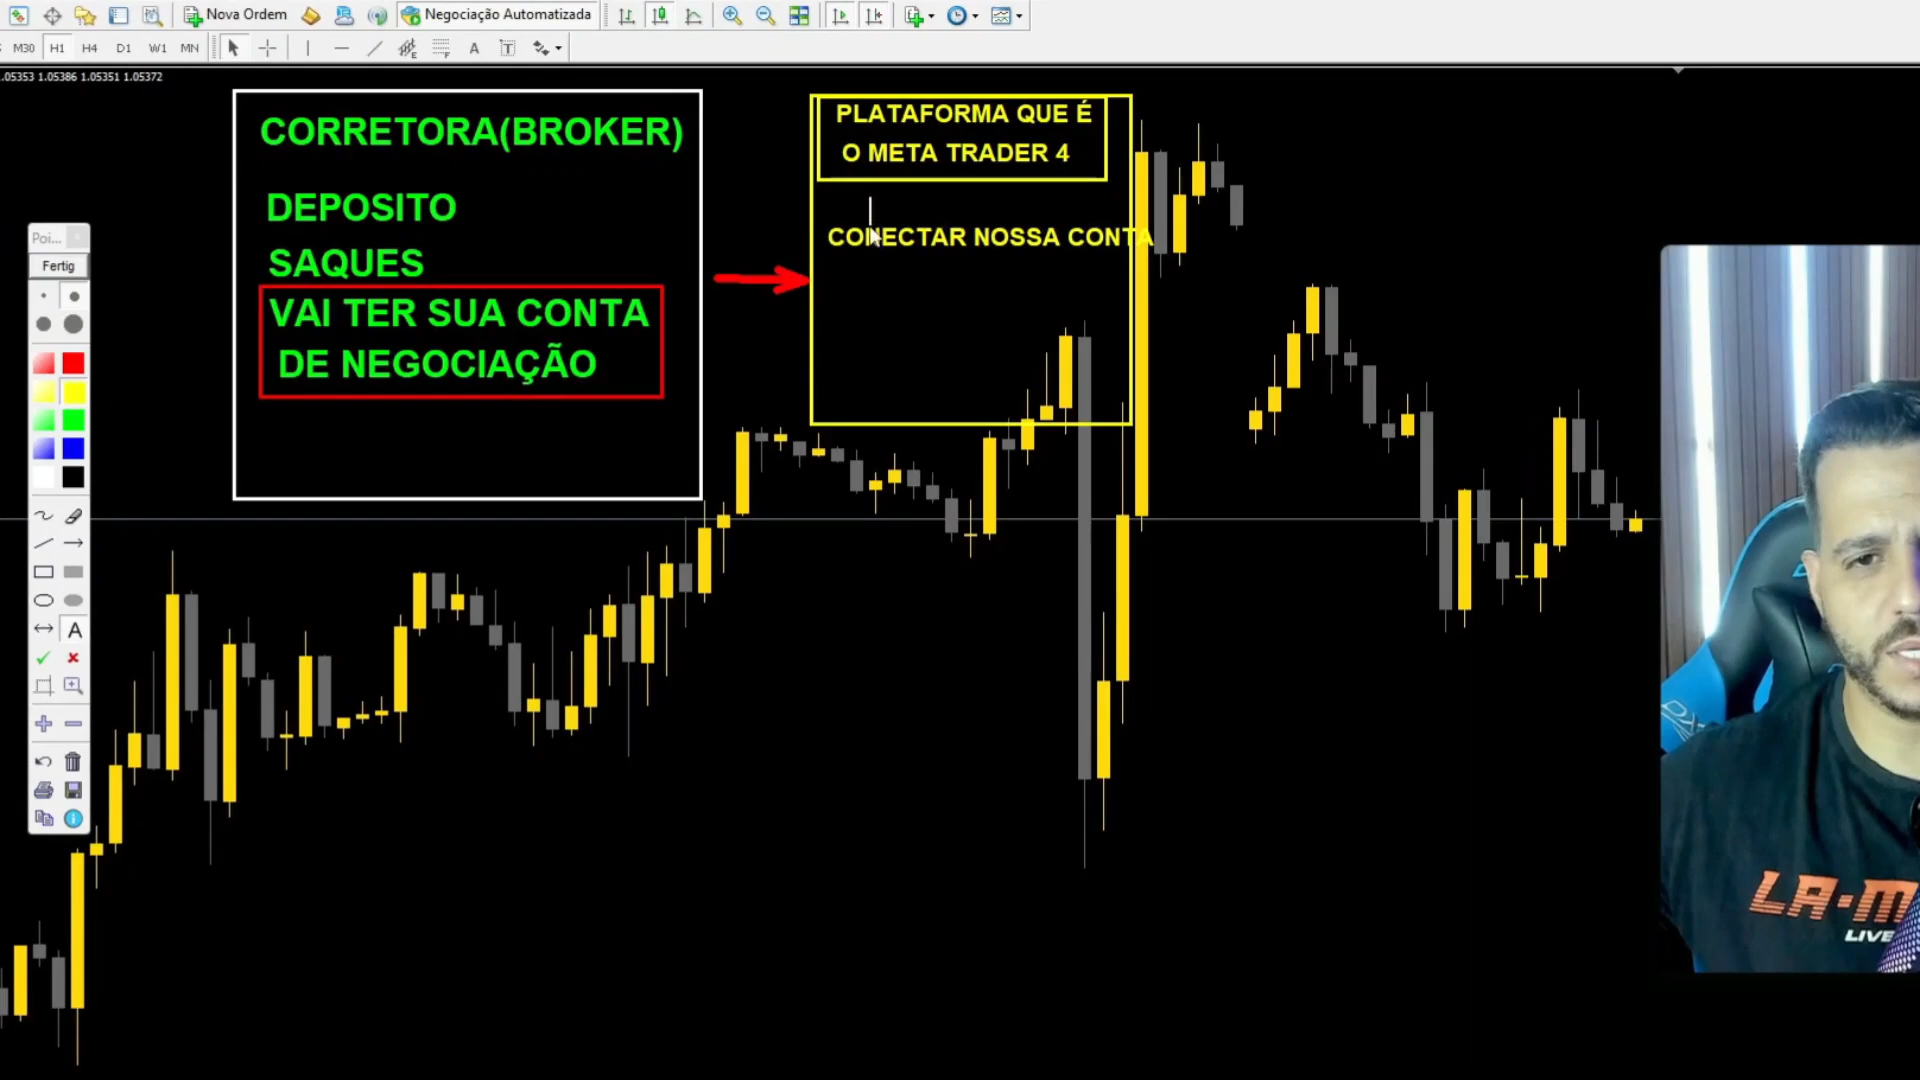 Nova Ordem
Negociação Automatizada
M30 H1 H4 D1 W1 MN
A T
1.05353 1.05386 1.05351 1.05372
CORRETORA(BROKER)
DEPOSITO
SAQUES
VAI TER SUA CONTA
DE NEGOCIAÇÃO
PLATAFORMA QUE É
O META TRADER 4
CONECTAR NOSSA CONTA
Poi...
Fertig
A
LA-M
LIVE